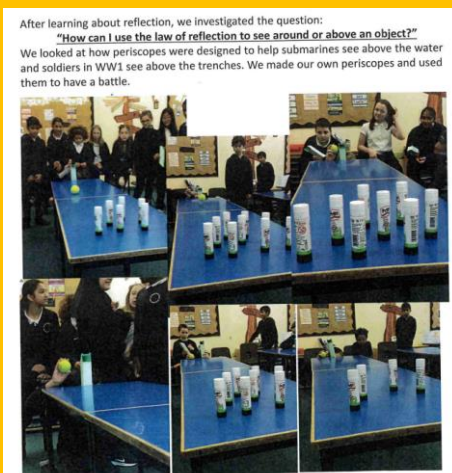 After learning about reflection, we investigated the question:
"How can I use the law of reflection to see around or above an object?"
We looked at how periscopes were designed to help submarines see above the water
and soldiers in WW1 see above the trenches. We made our own periscopes and used
them to have a battle.